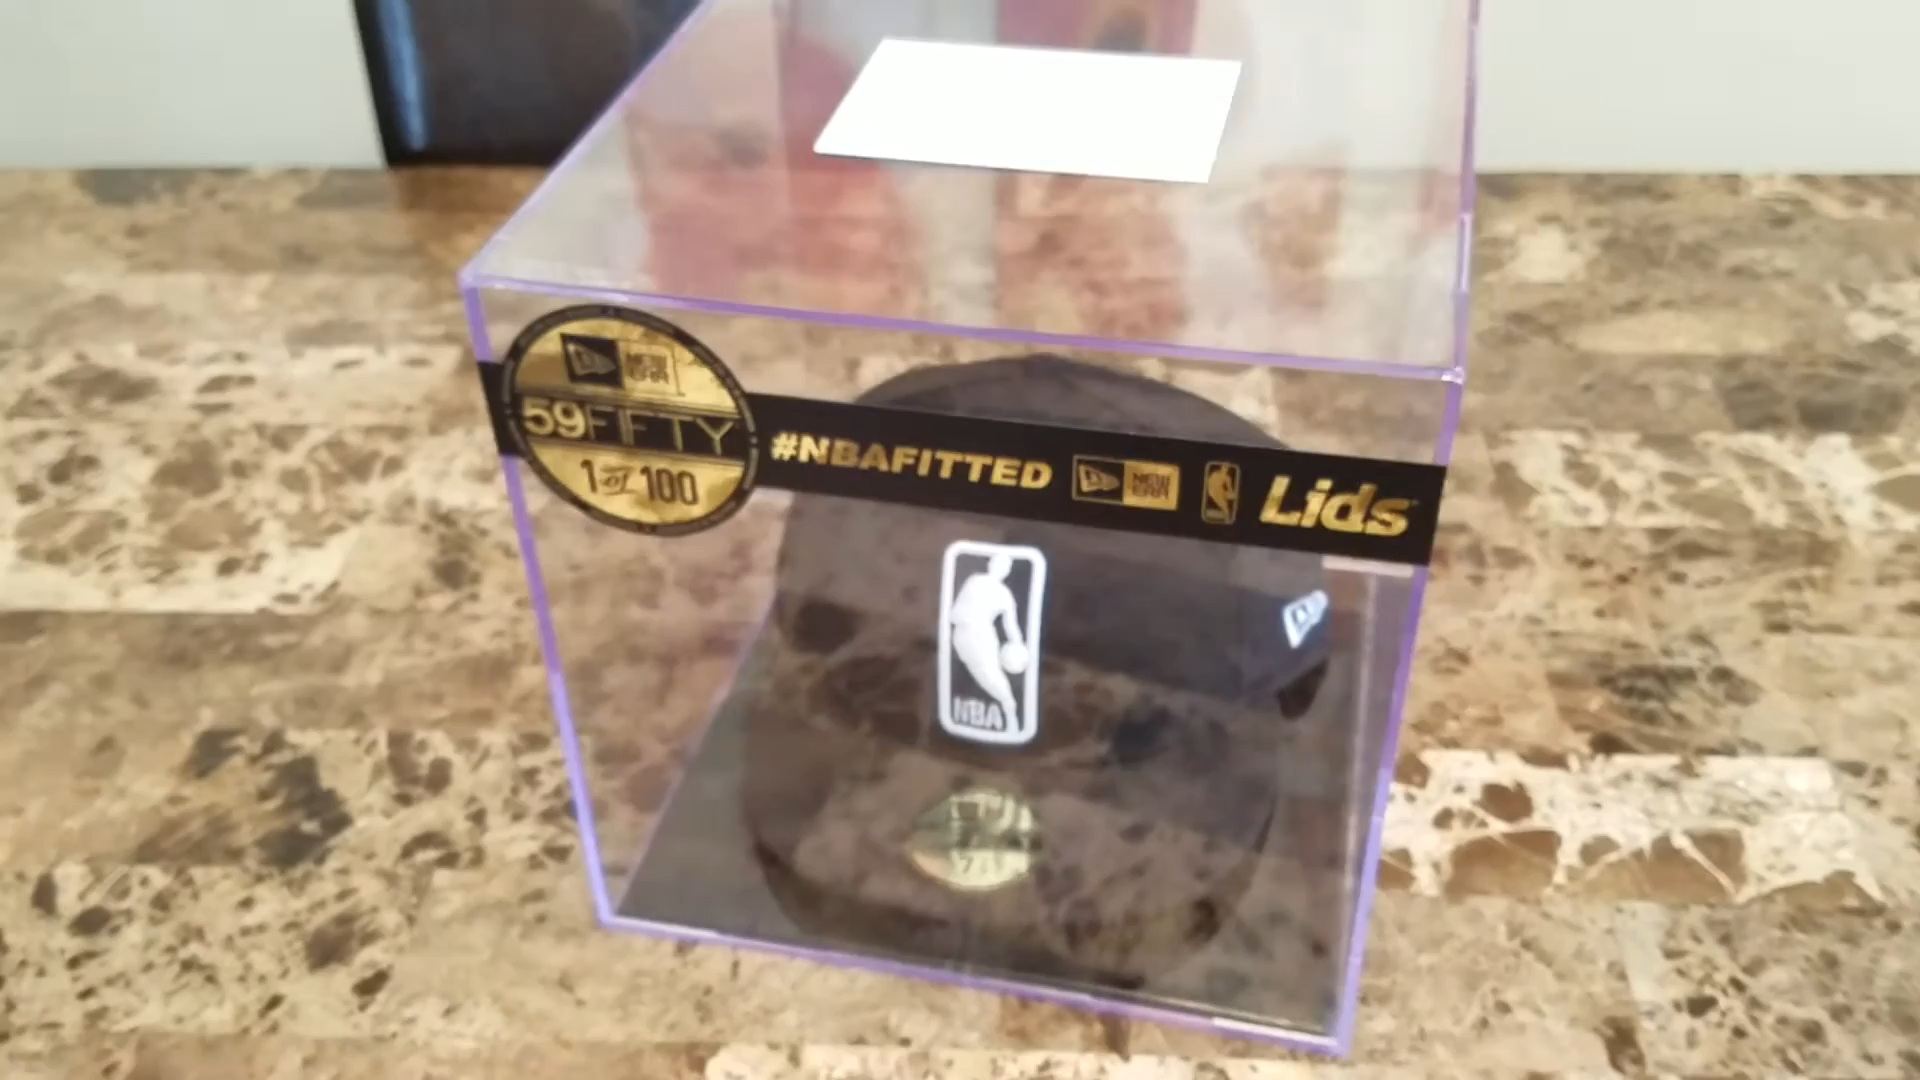 NEW ERA
59FIFTY
1 of 100
#NBAFITTED NEW ERA Lids
NBA